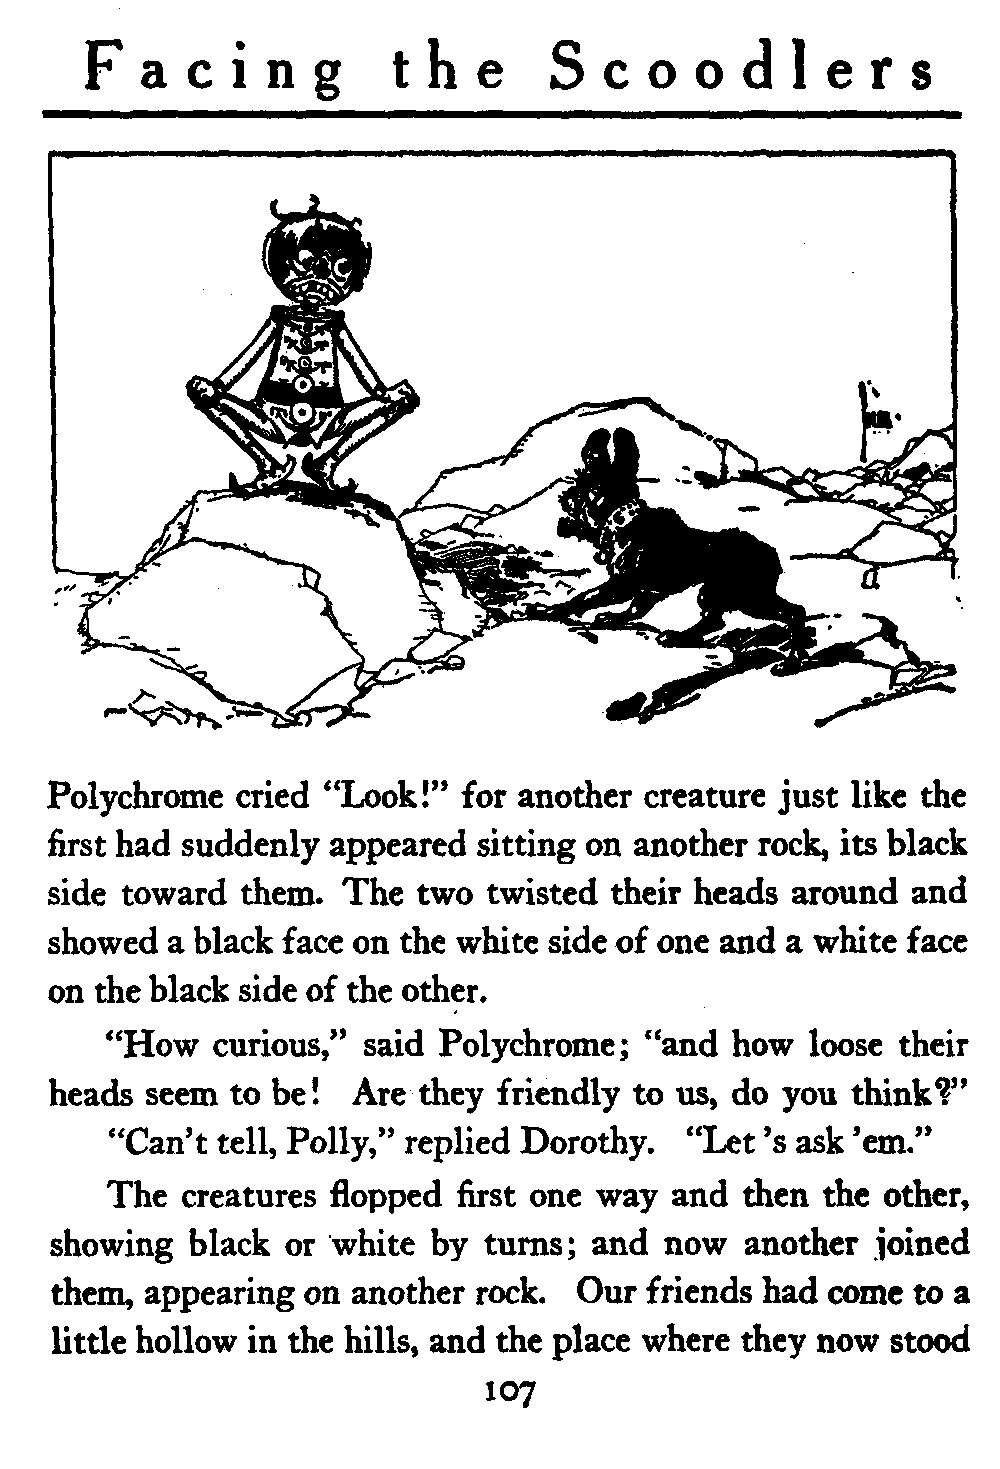 Facing the Scoodlers
Polychrome cried “Look!” for another creature just like the
first had suddenly appeared sitting on another rock, its black
side toward them. The two twisted their heads around and
showed a black face on the white side of one and a white face
on the black side of the other.
“How curious,” said Polychrome; “and how loose their
heads seem to be! Are they friendly to us, do you think?”
“Can’t tell, Polly,” replied Dorothy. “Let ’s ask ’em.”
The creatures flopped first one way and then the other,
showing black or white by turns; and now another joined
them, appearing on another rock. Our friends had come to a
little hollow in the hills, and the place where they now stood
107